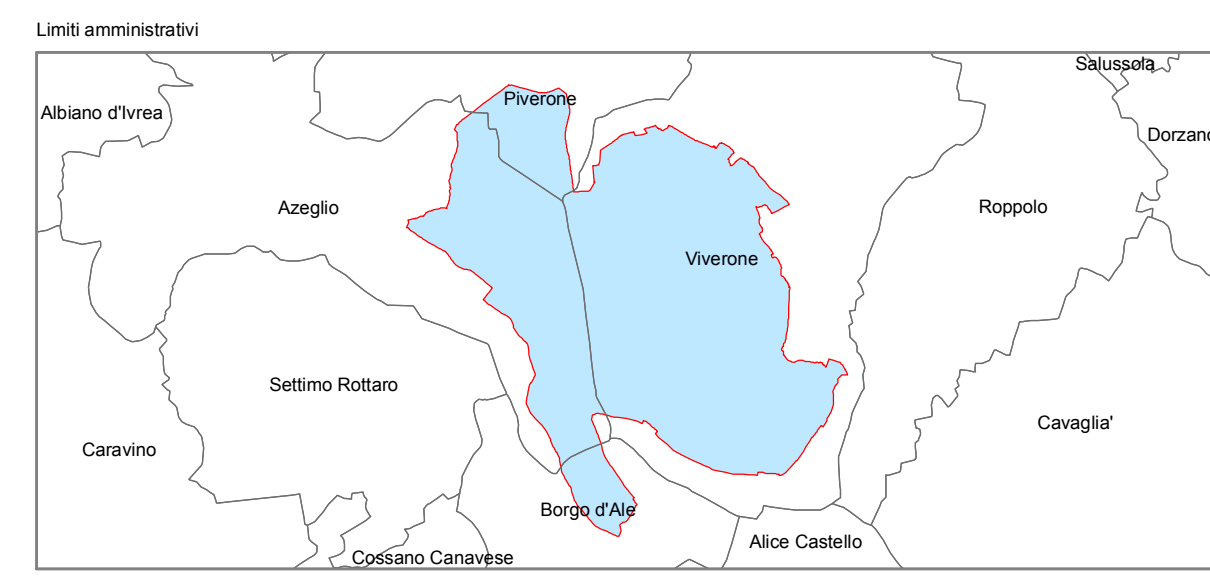 Limiti amministrativi
Salussola
Piverone
Albiano d'Ivrea
Dorzano
Azeglio
Roppolo
Viverone
Settimo Rottaro
Cavaglia'
Caravino
Borgo d'Ale
Alice Castello
Cossano Canavese